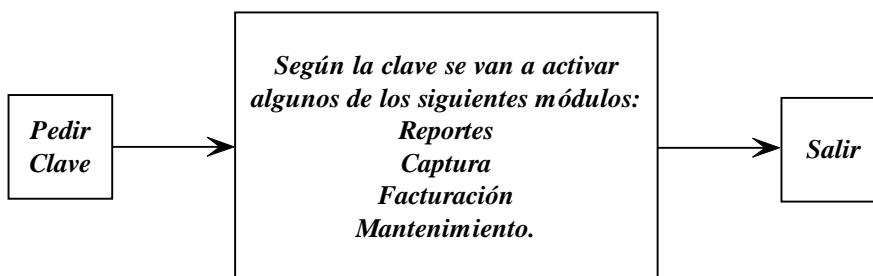 Pedir
Clave
Según la clave se van a activar
algunos de los siguientes módulos:
Reportes
Captura
Facturación
Mantenimiento.
Salir